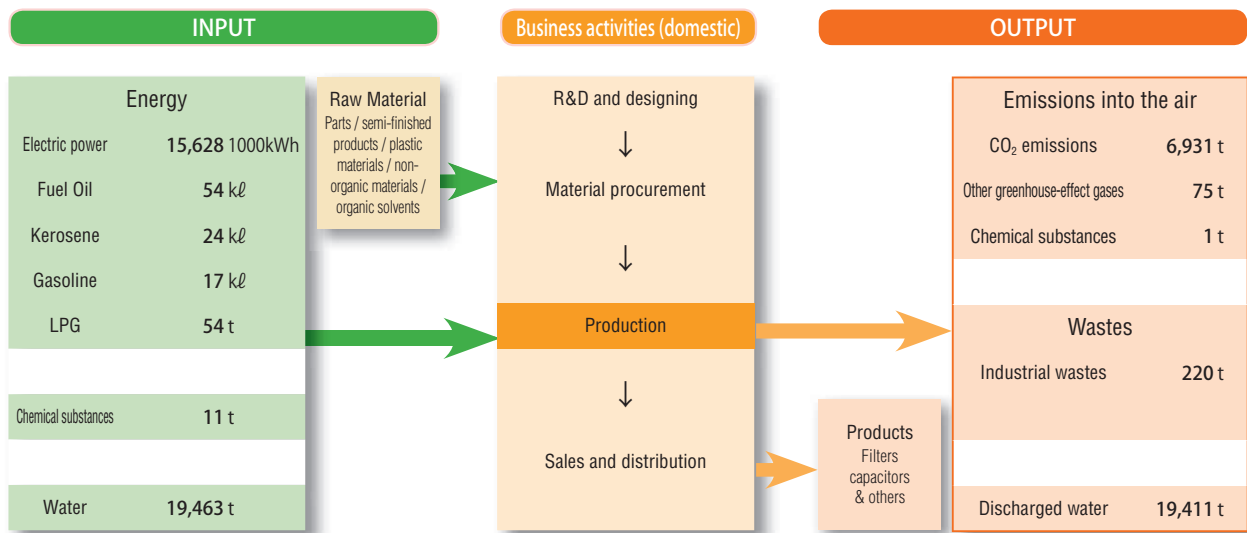 INPUT
Business activities (domestic)
OUTPUT
Energy
Electric power 15,628 1000kWh
Fuel Oil 54 kℓ
Kerosene 24 kℓ
Gasoline 17 kℓ
LPG 54 t
Chemical substances 11 t
Water 19,463 t
Raw Material
Parts / semi-finished
products / plastic
materials / non-
organic materials /
organic solvents
R&D and designing
↓
Material procurement
↓
Production
↓
Sales and distribution
Products
Filters
capacitors
& others
Emissions into the air
CO₂ emissions 6,931 t
Other greenhouse-effect gases 75 t
Chemical substances 1 t
Wastes
Industrial wastes 220 t
Discharged water 19,411 t